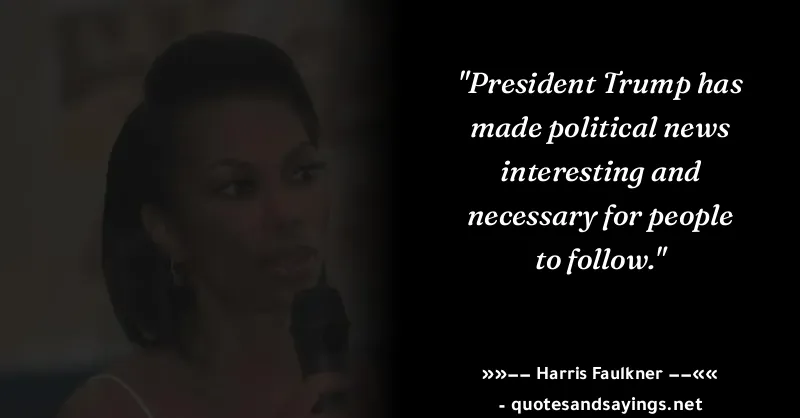 "President Trump has
made political news
interesting and
necessary for people
to follow."
»»−− Harris Faulkner −−««
- quotesandsayings.net